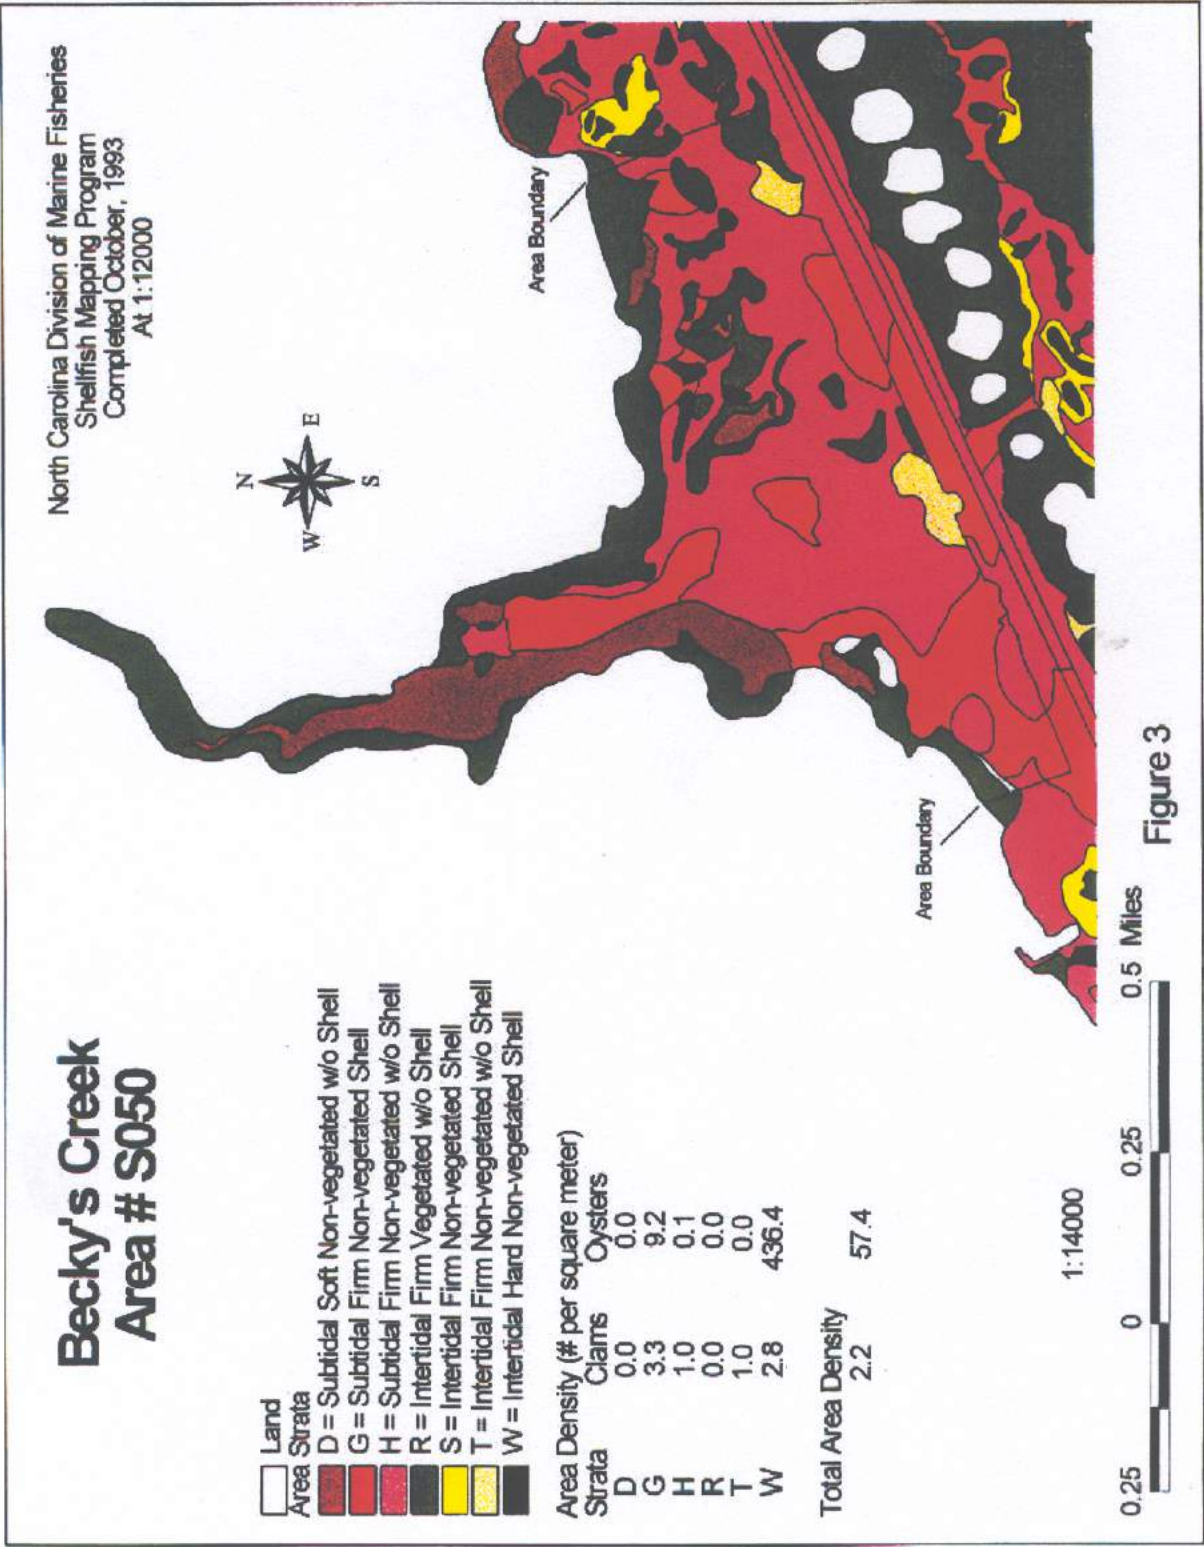 Becky's Creek
Area # S050
North Carolina Division of Marine Fisheries
Shellfish Mapping Program
Completed October, 1993
At 1:12000
N
W E
S
Area Boundary
Area Boundary
Land
Area Strata
D = Subtidal Soft Non-vegetated w/o Shell
G = Subtidal Firm Non-vegetated Shell
H = Subtidal Firm Non-vegetated w/o Shell
R = Intertidal Firm Vegetated w/o Shell
S = Intertidal Firm Non-vegetated Shell
T = Intertidal Firm Non-vegetated w/o Shell
W = Intertidal Hard Non-vegetated Shell
Area Density (# per square meter)
Strata Clams Oysters
D 0.0 0.0
G 3.3 9.2
H 1.0 0.1
R 0.0 0.0
T 1.0 0.0
W 2.8 436.4
Total Area Density
2.2 57.4
1:14000
0.25 0 0.25 0.5 Miles
Figure 3